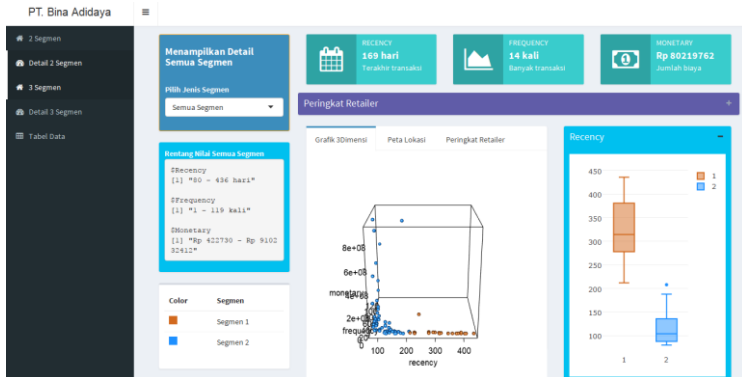 PT. Bina Adidaya
2 Segmen
Detail 2 Segmen
3 Segmen
Detail 3 Segmen
Tabel Data
Menampilkan Detail
Semua Segmen
Pilih Jenis Segmen
Semua Segmen
RECENCY
169 hari
Terakhir transaksi
FREQUENCY
14 kali
Banyak transaksi
MONETARY
Rp 80219762
Jumlah biaya
Peringkat Retailer
+
Rentang Nilai Semua Segmen
$Recency
[1] "80 - 436 hari"
$Frequency
[1] "1 - 119 kali"
$Monetary
[1] "Rp 422730 - Rp 9102
32412"
Color Segmen
Segmen 1
Segmen 2
Grafik 3Dimensi Peta Lokasi Peringkat Retailer
8e+08
6e+08
4e+08
2e+08
monetary
frequency
0
100 200 300 400
recency
Recency
−
450
400
350
300
250
200
150
100
1 2
1
2